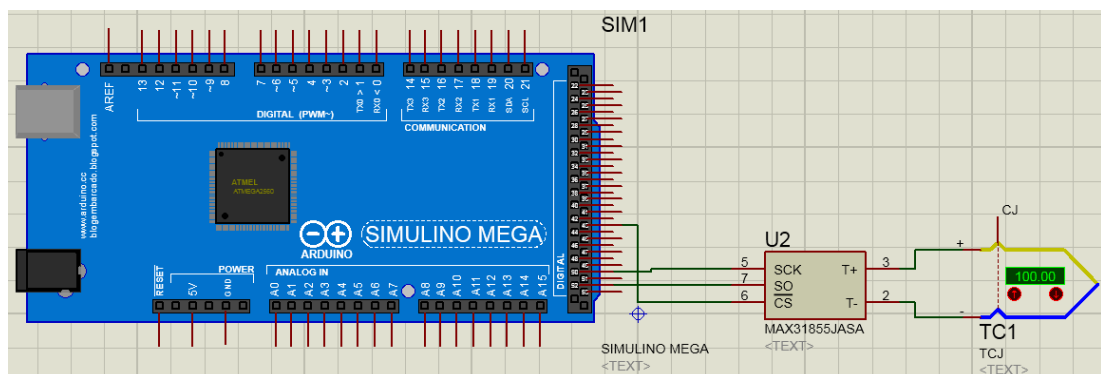 SIM1
AREF
13
12
~11
~10
~9
8
7
~6
~5
4
~3
2
TX0 > 1
RX0 < 0
TX3 14
RX3 15
TX2 16
RX2 17
TX1 18
RX1 19
SDA 20
SCL 21
DIGITAL (PWM~)
COMMUNICATION
22
www.arduino.cc
blogembarcado.blogspot.com
ATMEL
ATMEGA2560
ARDUINO
SIMULINO MEGA
DIGITAL
RESET
5V
GND
POWER
ANALOG IN
A0
A1
A2
A3
A4
A5
A6
A7
A8
A9
A10
A11
A12
A13
A14
A15
SIMULINO MEGA
<TEXT>
U2
5 SCK T+ 3
7 SO
6 CS T- 2
MAX31855JASA
<TEXT>
CJ
+
100.00
-
TC1
TCJ
<TEXT>